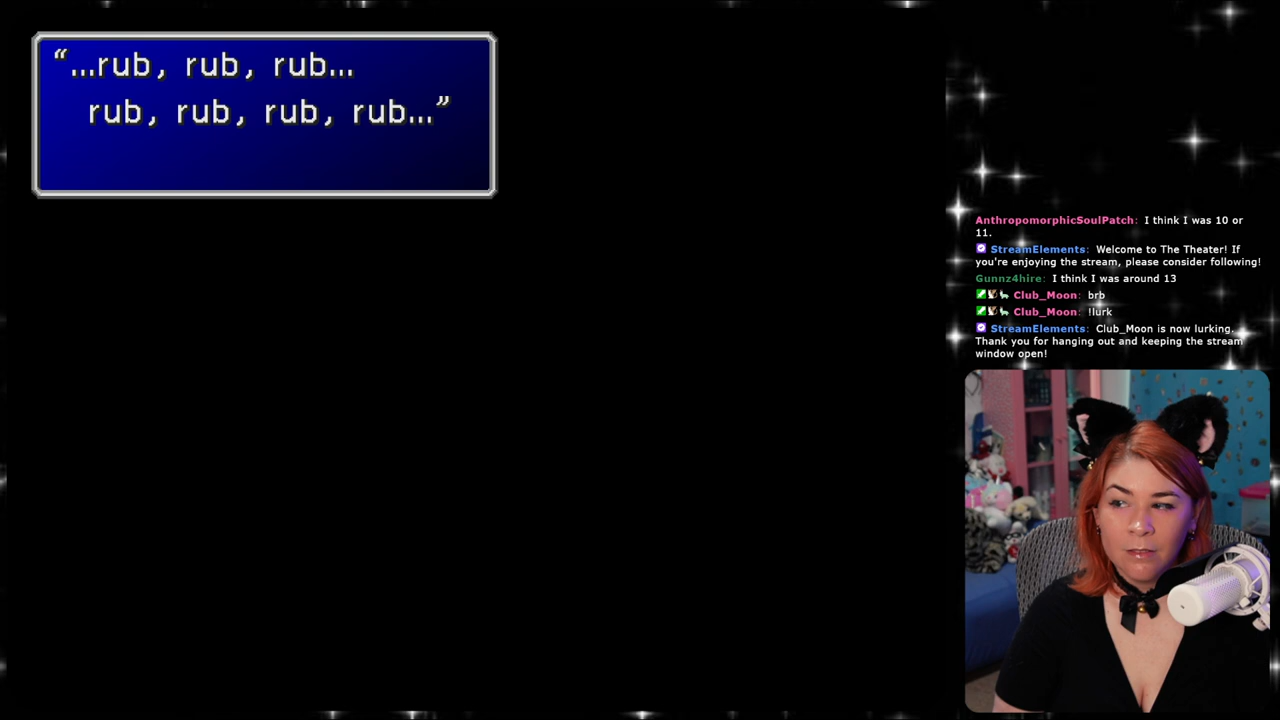 “...rub, rub, rub...
rub, rub, rub, rub...”
AnthropomorphicSoulPatch: I think I was 10 or
11.
StreamElements: Welcome to The Theater! If
you're enjoying the stream, please consider following!
Gunnz4hire: I think I was around 13
Club_Moon: brb
Club_Moon: !lurk
StreamElements: Club_Moon is now lurking.
Thank you for hanging out and keeping the stream
window open!